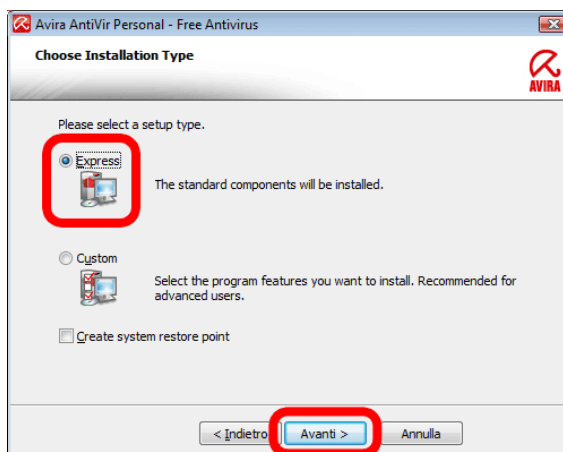 Avira AntiVir Personal - Free Antivirus
Choose Installation Type
AVIRA
Please select a setup type.
Express
The standard components will be installed.
Custom
Select the program features you want to install. Recommended for
advanced users.
Create system restore point
< Indietro
Avanti >
Annulla